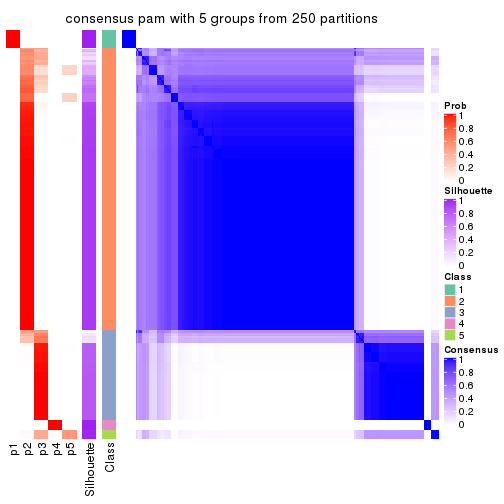 consensus pam with 5 groups from 250 partitions
Prob
1
0.8
0.6
0.4
0.2
0
Silhouette
1
0.8
0.6
0.4
0.2
0
Class
1
2
3
4
5
Consensus
1
0.8
0.6
0.4
0.2
0
p1
p2
p3
p4
p5
Silhouette
Class